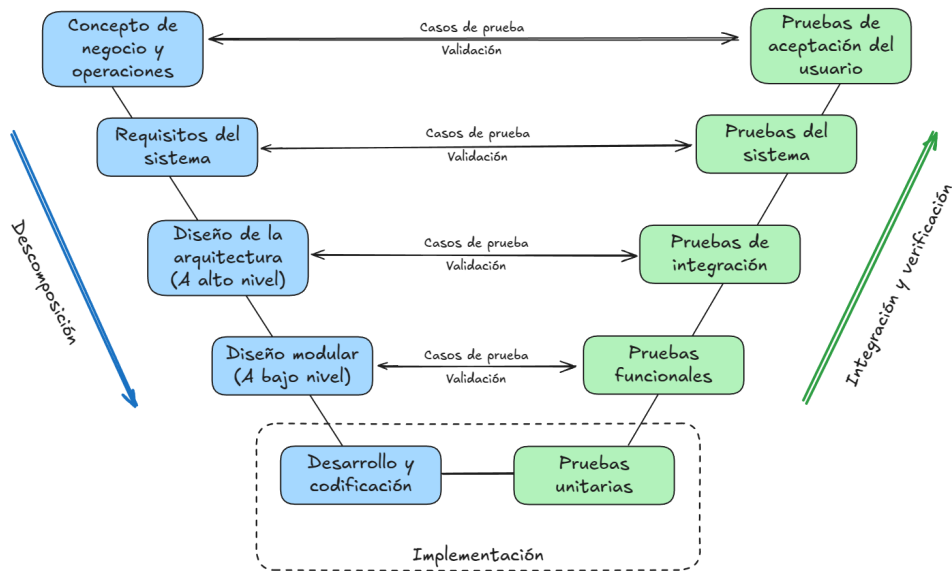 Concepto de
negocio y
operaciones
Casos de prueba
Validación
Pruebas de
aceptación del
usuario
Requisitos del
sistema
Casos de prueba
Validación
Pruebas del
sistema
Descomposición
Diseño de la
arquitectura
(A alto nivel)
Casos de prueba
Validación
Pruebas de
integración
Integración y verificación
Diseño modular
(A bajo nivel)
Casos de prueba
Validación
Pruebas
funcionales
Desarrollo y
codificación
Pruebas
unitarias
Implementación